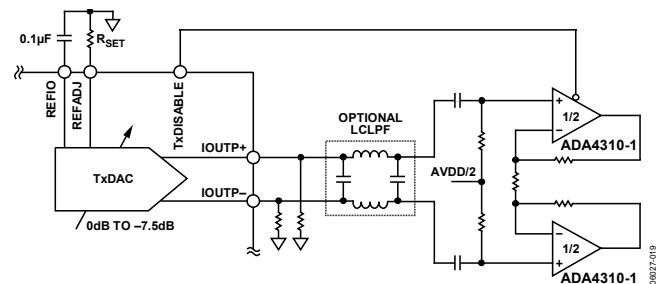 0.1µF
RSET
REFIO
REFADJ
TxDISABLE
TxDAC
0dB TO –7.5dB
IOUTP+
IOUTP–
OPTIONAL
LCLPF
AVDD/2
+
1/2
–
ADA4310-1
–
1/2
+
ADA4310-1
06027-019